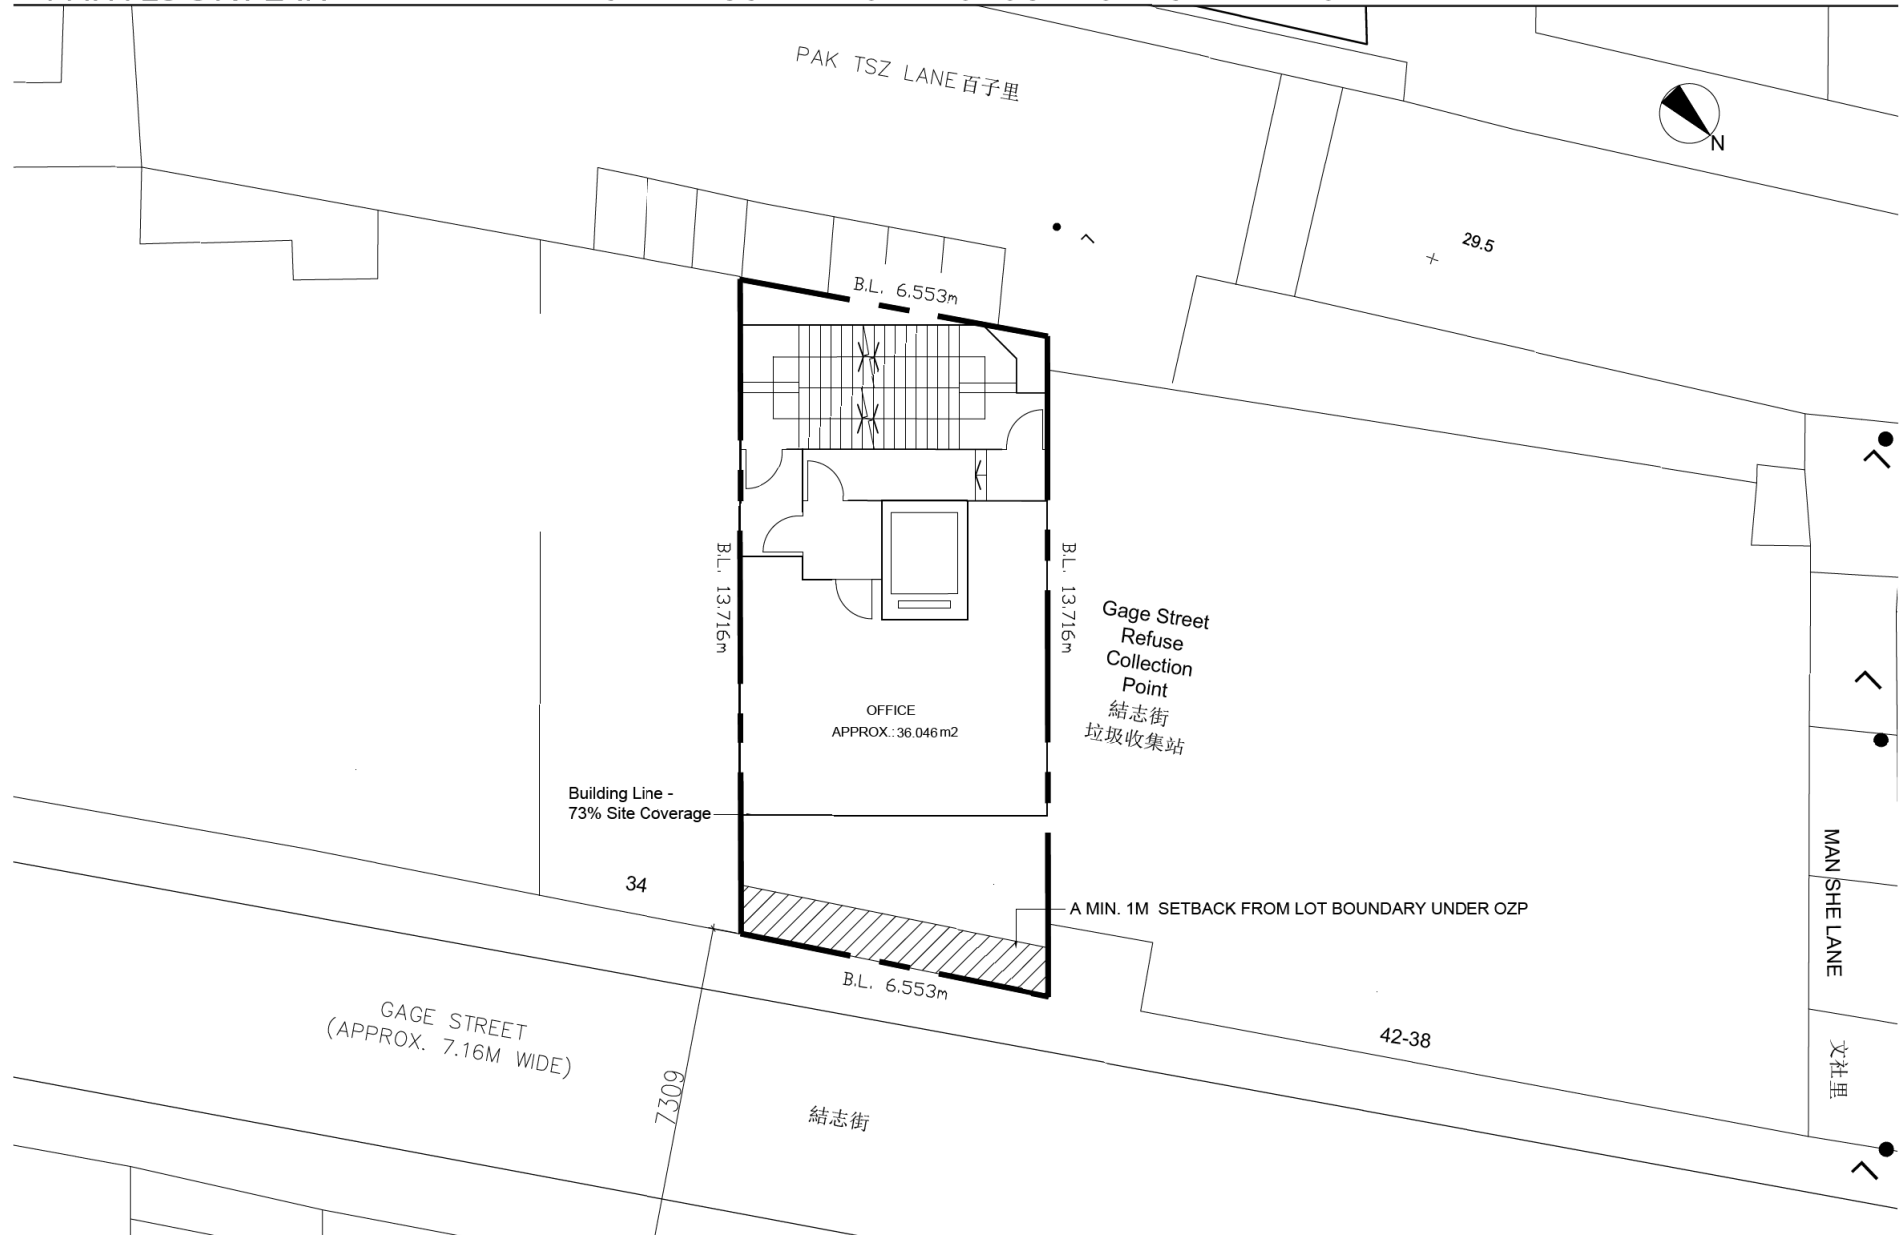 PAK TSZ LANE 百子里
N
29.5
B.L. 6.553m
B.L. 13.716m
B.L. 13.716m
Gage Street
Refuse
Collection
Point
結志街
垃圾收集站
OFFICE
APPROX.: 36.046 m2
Building Line -
73% Site Coverage
34
A MIN. 1M SETBACK FROM LOT BOUNDARY UNDER OZP
B.L. 6.553m
MAN SHE LANE
文社里
42-38
GAGE STREET
(APPROX. 7.16M WIDE)
7309
結志街